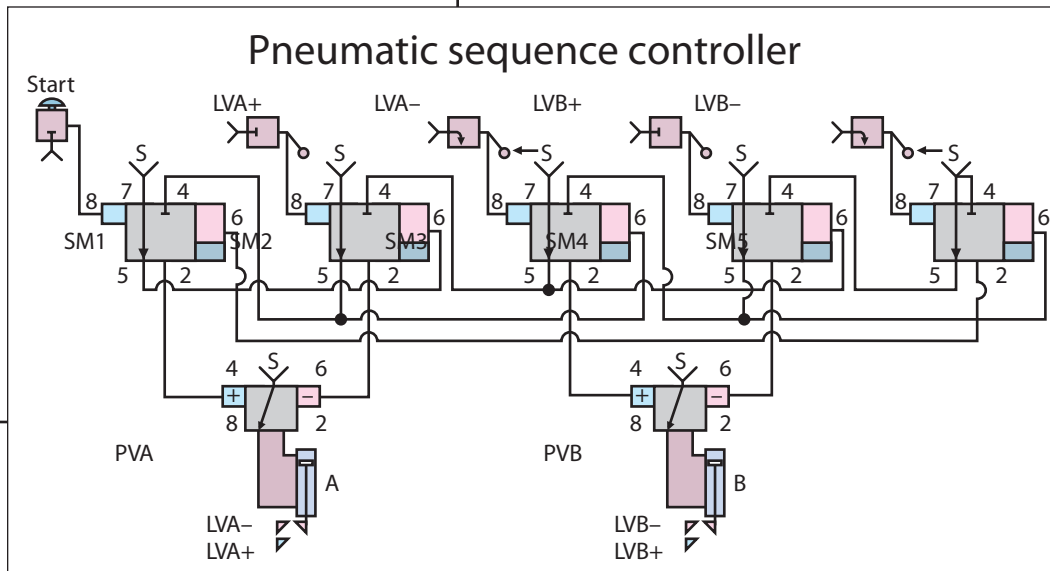 Pneumatic sequence controller
Start
LVA+ LVA– LVB+ LVB–
S S S S
8 7 4 6 8 7 4 6 8 7 4 6 8 7 4 6 8 7 4 6
SM1 SM2 SM3 SM4 SM5
5 2 5 2 5 2 5 2 5 2
S S
4 6 4 6
+ – + –
8 2 8 2
PVA PVB
A B
LVA– LVB–
LVA+ LVB+